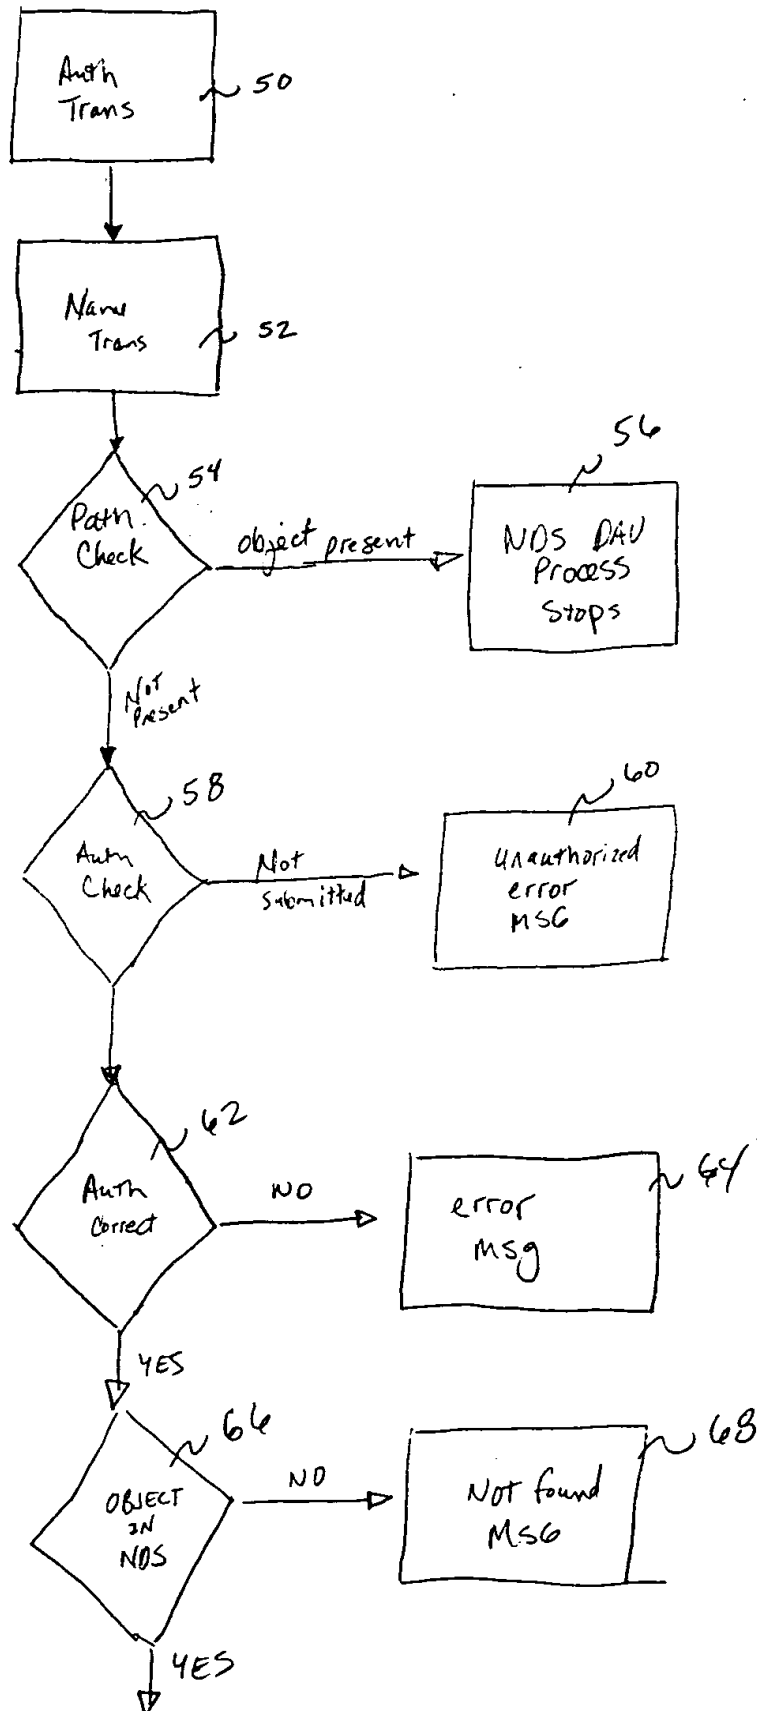 Auth
Trans
50
Name
Trans
52
54
Path
Check
object present
56
NDS DAV
Process
Stops
Not
Present
58
Auth
Check
Not
submitted
60
Unauthorized
error
MSG
62
Auth
Correct
NO
64
error
msg
YES
66
OBJECT
IN
NDS
NO
68
Not found
MSG
YES